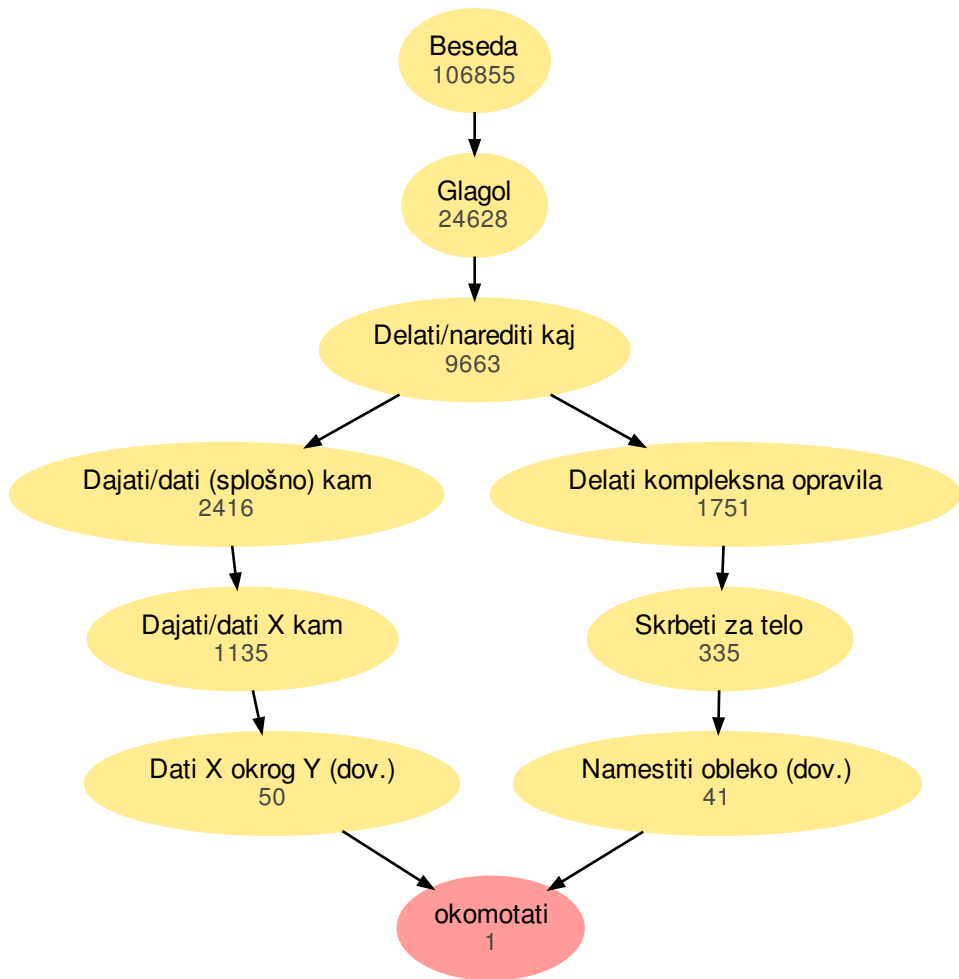 Beseda
106855
Glagol
24628
Delati/narediti kaj
9663
Dajati/dati (splošno) kam
2416
Delati kompleksna opravila
1751
Dajati/dati X kam
1135
Skrbeti za telo
335
Dati X okrog Y (dov.)
50
Namestiti obleko (dov.)
41
okomotati
1